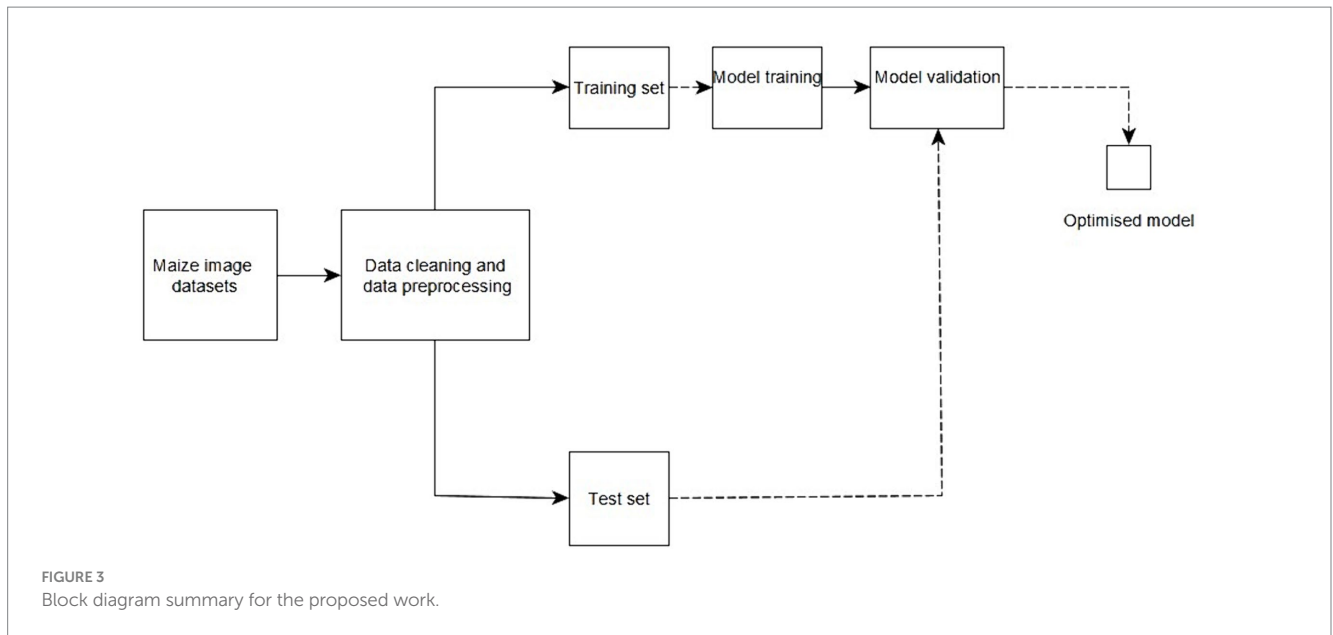 Training set
Model training
Model validation
Optimised model
Maize image
datasets
Data cleaning and
data preprocessing
Test set
FIGURE 3
Block diagram summary for the proposed work.